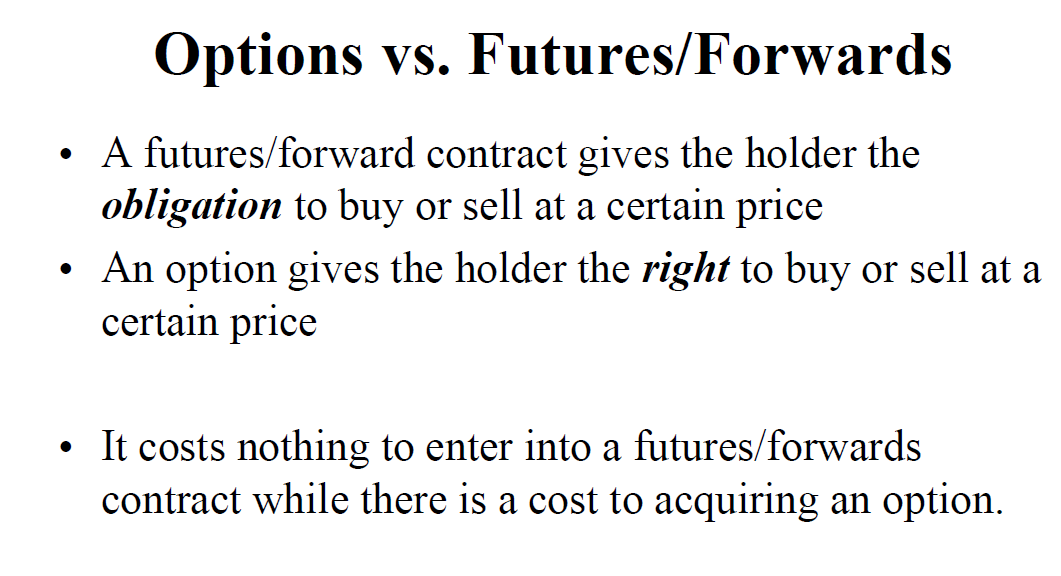 Options vs. Futures/Forwards
• A futures/forward contract gives the holder the
obligation to buy or sell at a certain price
• An option gives the holder the right to buy or sell at a
certain price
• It costs nothing to enter into a futures/forwards
contract while there is a cost to acquiring an option.